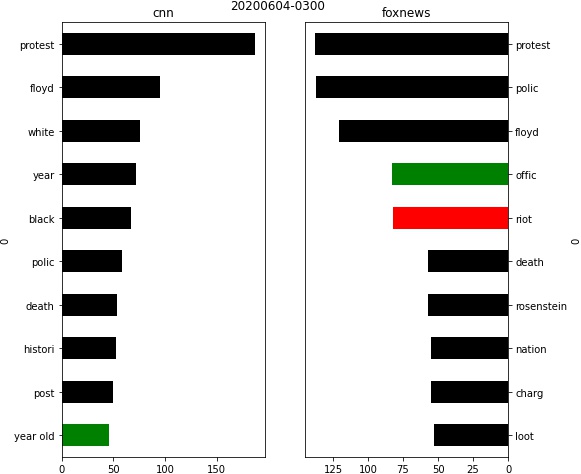 20200604-0300
cnn
foxnews
protest
floyd
white
year
black
polic
death
histori
post
year old
0
0 50 100 150
protest
polic
floyd
offic
riot
death
rosenstein
nation
charg
loot
0
125 100 75 50 25 0